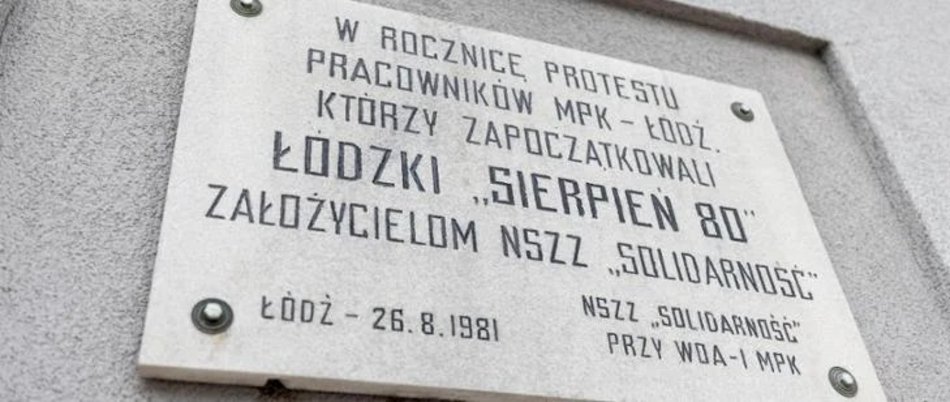 W ROCZNICĘ PROTESTU
PRACOWNIKÓW MPK – ŁÓDŹ.
KTÓRZY ZAPOCZĄTKOWALI
ŁÓDZKI „SIERPIEŃ 80”
ZAŁOŻYCIELOM NSZZ „SOLIDARNOŚĆ”
ŁÓDŹ – 26.8.1981
NSZZ „SOLIDARNOŚĆ”
PRZY WOA-I MPK